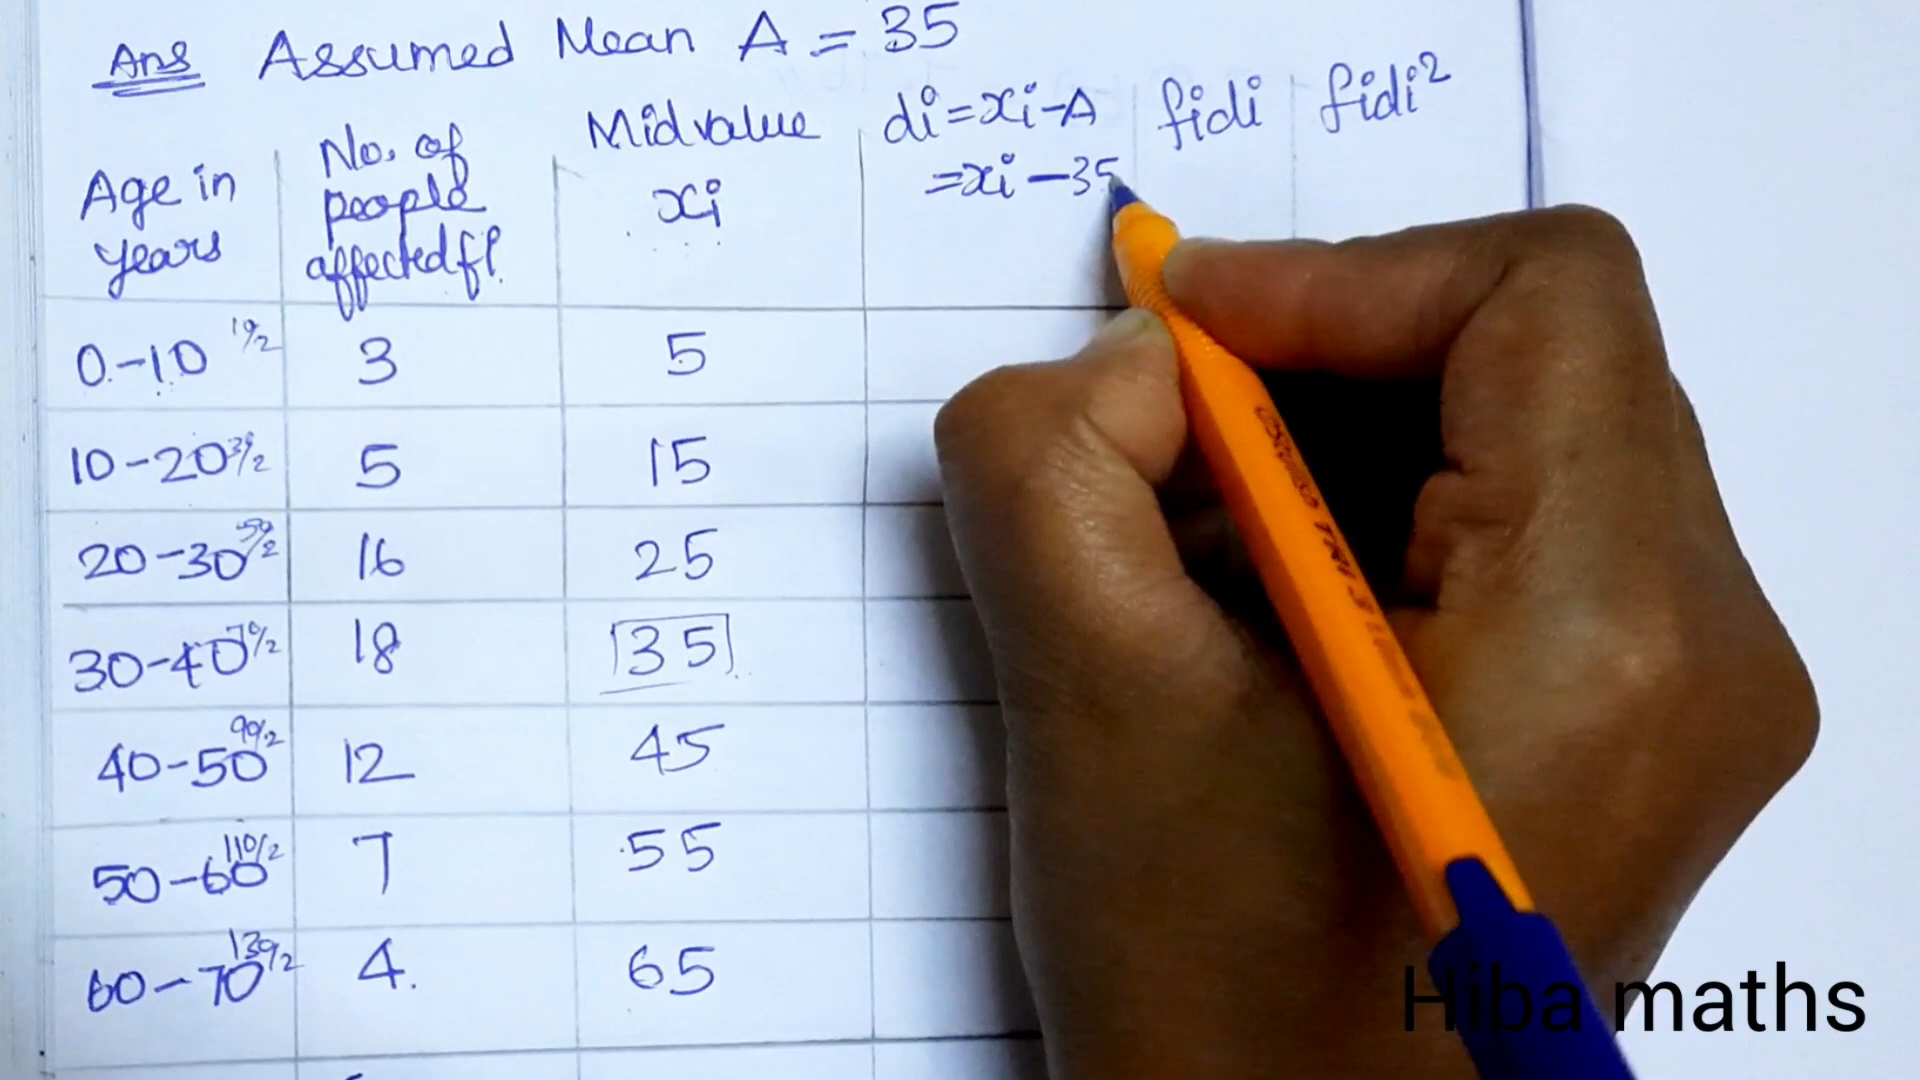 Ans Assumed Mean A = 35
Age in years | No. of people affected fi | Midvalue xi | di = xi - A = xi - 35 | fidi | fidi²
0-10 10/2 | 3 | 5
10-20 30/2 | 5 | 15
20-30 50/2 | 16 | 25
30-40 70/2 | 18 | 35
40-50 90/2 | 12 | 45
50-60 110/2 | 7 | 55
60-70 130/2 | 4. | 65
Hiba maths